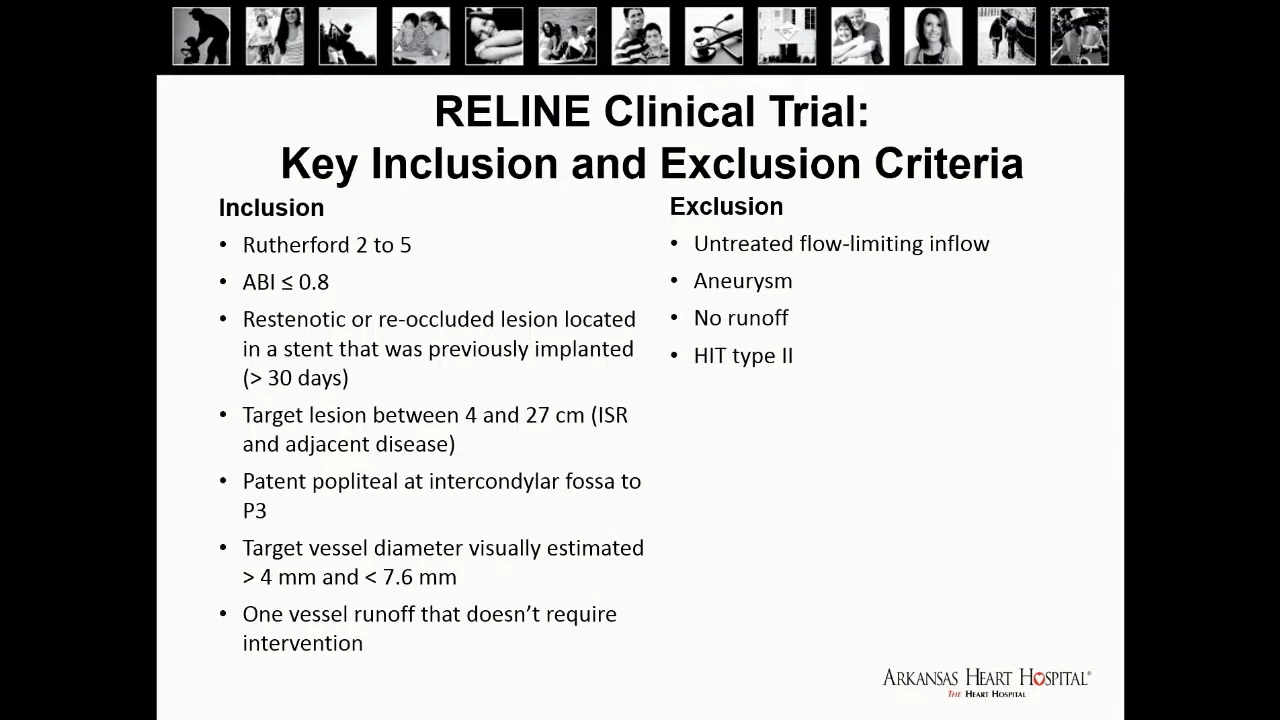 RELINE Clinical Trial:
Key Inclusion and Exclusion Criteria
Inclusion
• Rutherford 2 to 5
• ABI ≤ 0.8
• Restenotic or re-occluded lesion located
in a stent that was previously implanted
(> 30 days)
• Target lesion between 4 and 27 cm (ISR
and adjacent disease)
• Patent popliteal at intercondylar fossa to
P3
• Target vessel diameter visually estimated
> 4 mm and < 7.6 mm
• One vessel runoff that doesn’t require
intervention
Exclusion
• Untreated flow-limiting inflow
• Aneurysm
• No runoff
• HIT type II
ARKANSAS HEART HOSPITAL®
THE HEART HOSPITAL